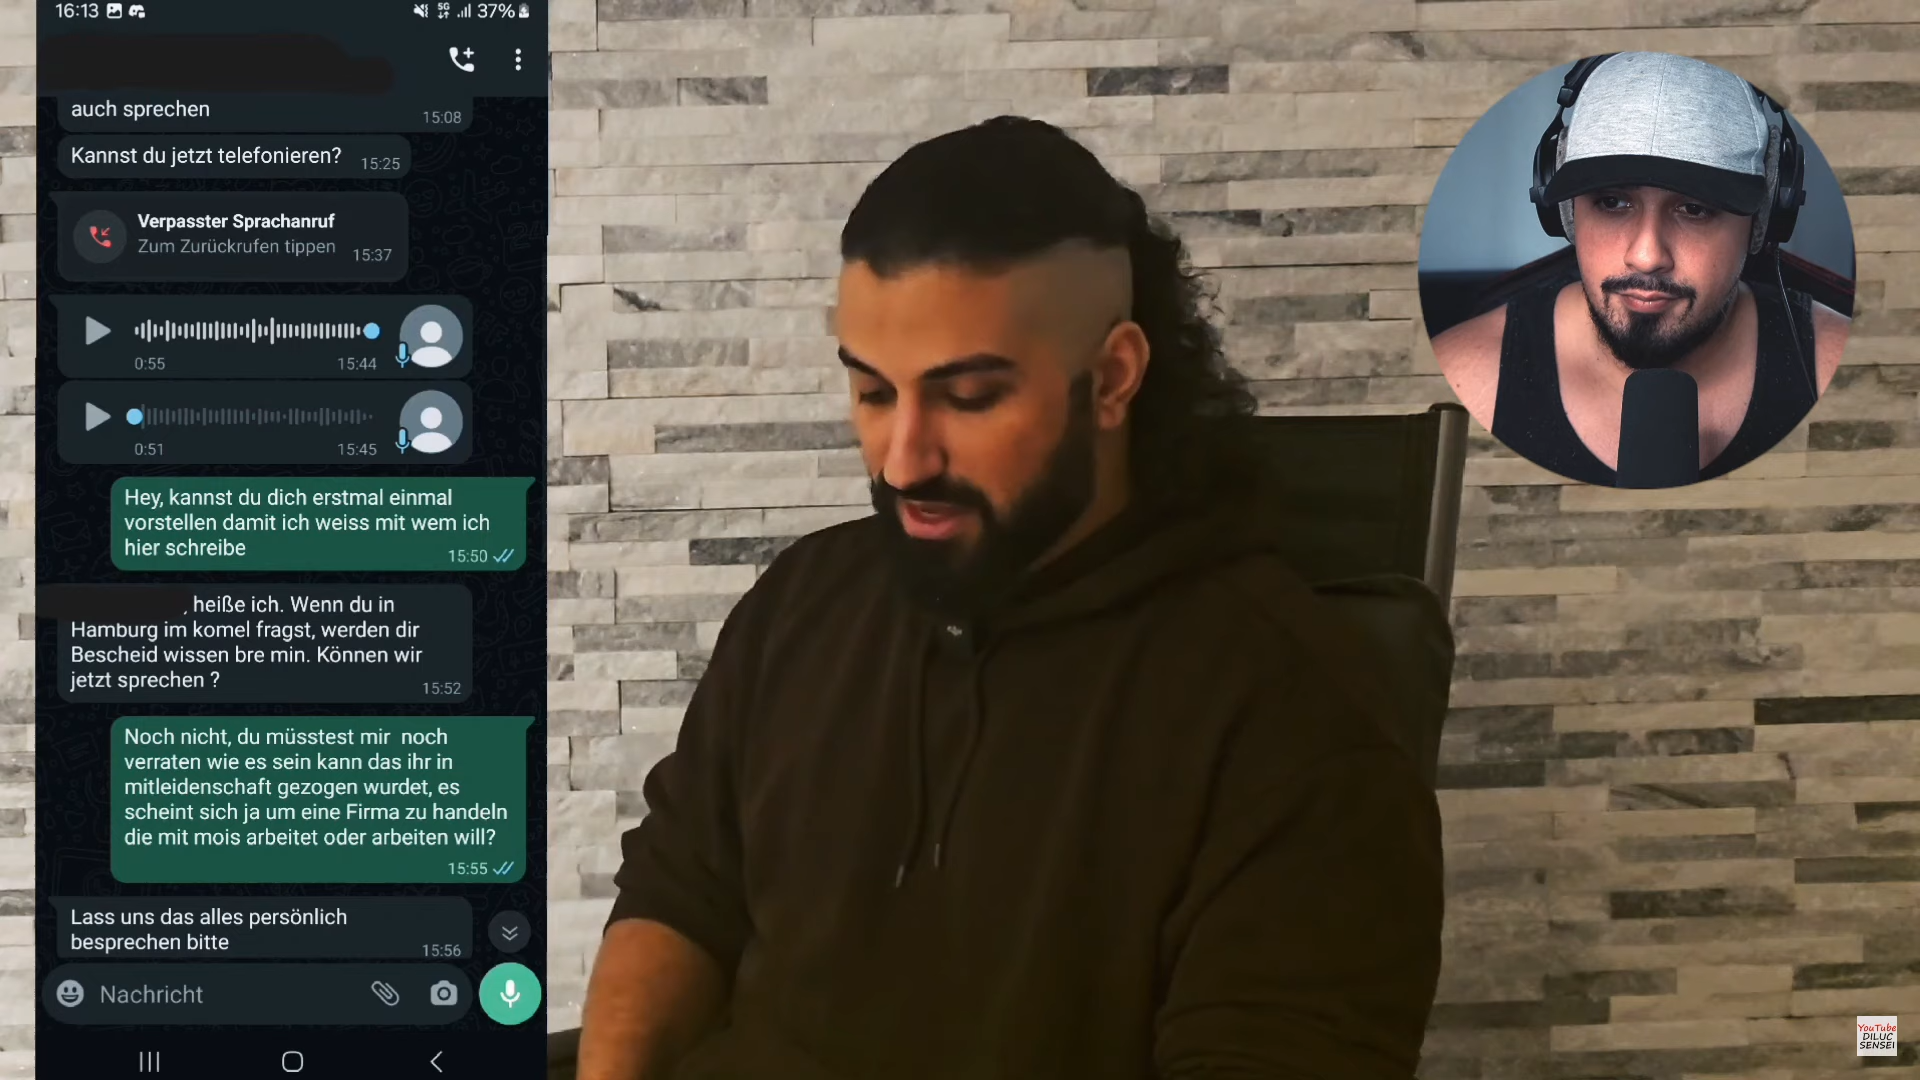 16:13
5G
37%
auch sprechen
15:08
Kannst du jetzt telefonieren?
15:25
Verpasster Sprachanruf
Zum Zurückrufen tippen
15:37
0:55
15:44
0:51
15:45
Hey, kannst du dich erstmal einmal
vorstellen damit ich weiss mit wem ich
hier schreibe
15:50
, heiße ich. Wenn du in
Hamburg im komel fragst, werden dir
Bescheid wissen bre min. Können wir
jetzt sprechen ?
15:52
Noch nicht, du müsstest mir noch
verraten wie es sein kann das ihr in
mitleidenschaft gezogen wurdet, es
scheint sich ja um eine Firma zu handeln
die mit mois arbeitet oder arbeiten will?
15:55
Lass uns das alles persönlich
besprechen bitte
15:56
Nachricht
YouTube
DILUC
SENSEI